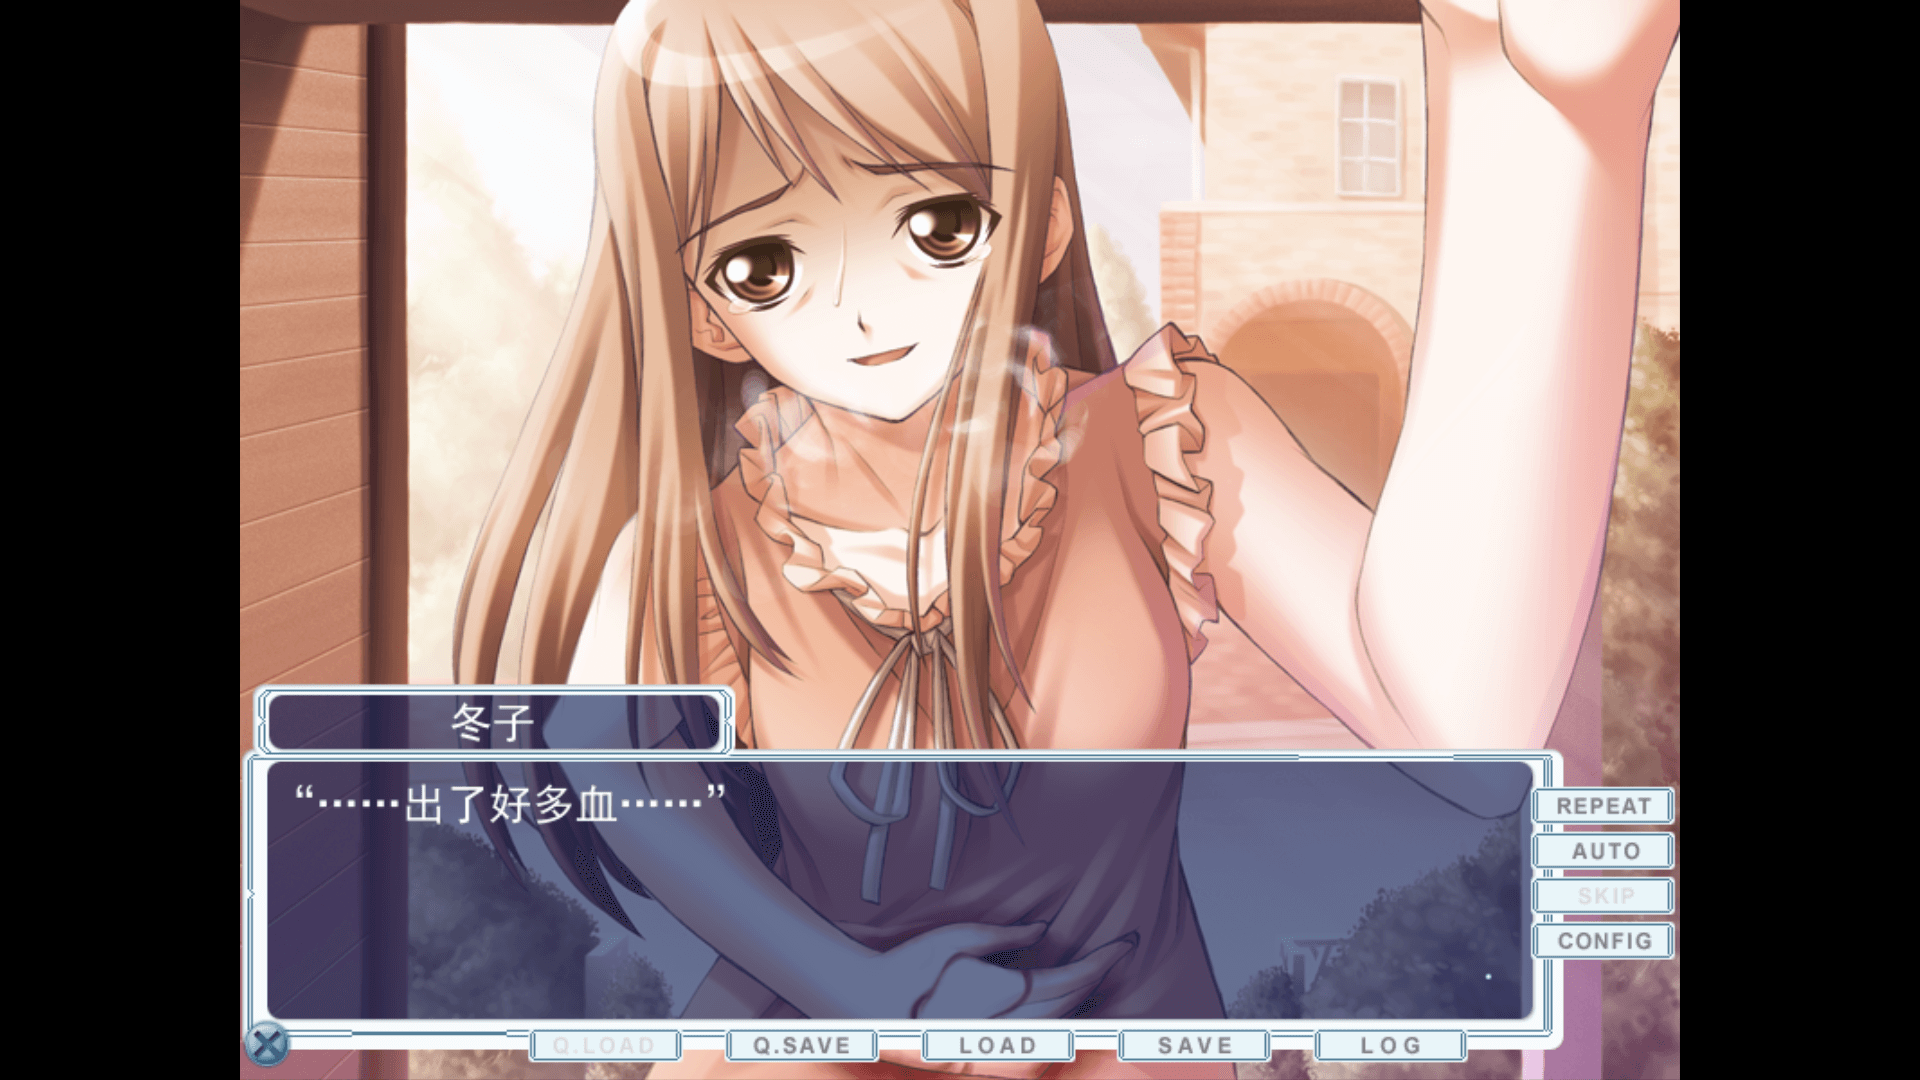 冬子
“……出了好多血……”
REPEAT
AUTO
SKIP
CONFIG
Q.LOAD
Q.SAVE
LOAD
SAVE
LOG